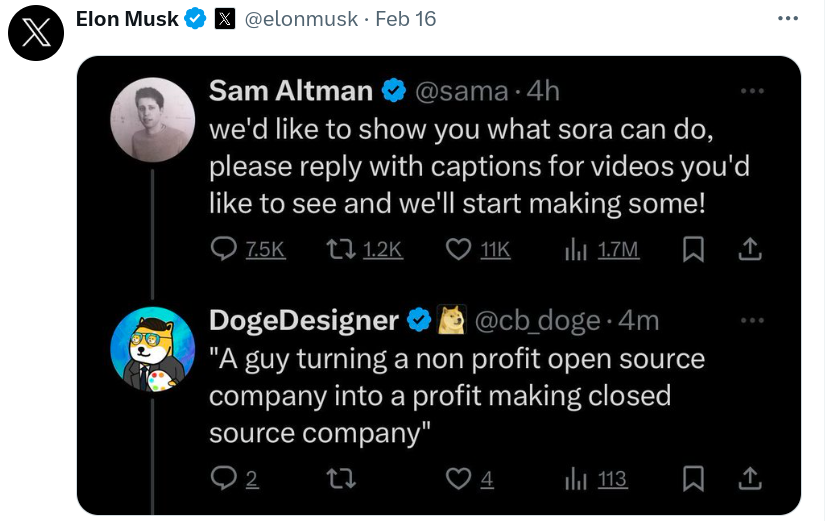 Elon Musk @elonmusk · Feb 16
Sam Altman @sama · 4h
we'd like to show you what sora can do,
please reply with captions for videos you'd
like to see and we'll start making some!
7.5K 1.2K 11K 1.7M
DogeDesigner @cb_doge · 4m
"A guy turning a non profit open source
company into a profit making closed
source company"
2 4 113